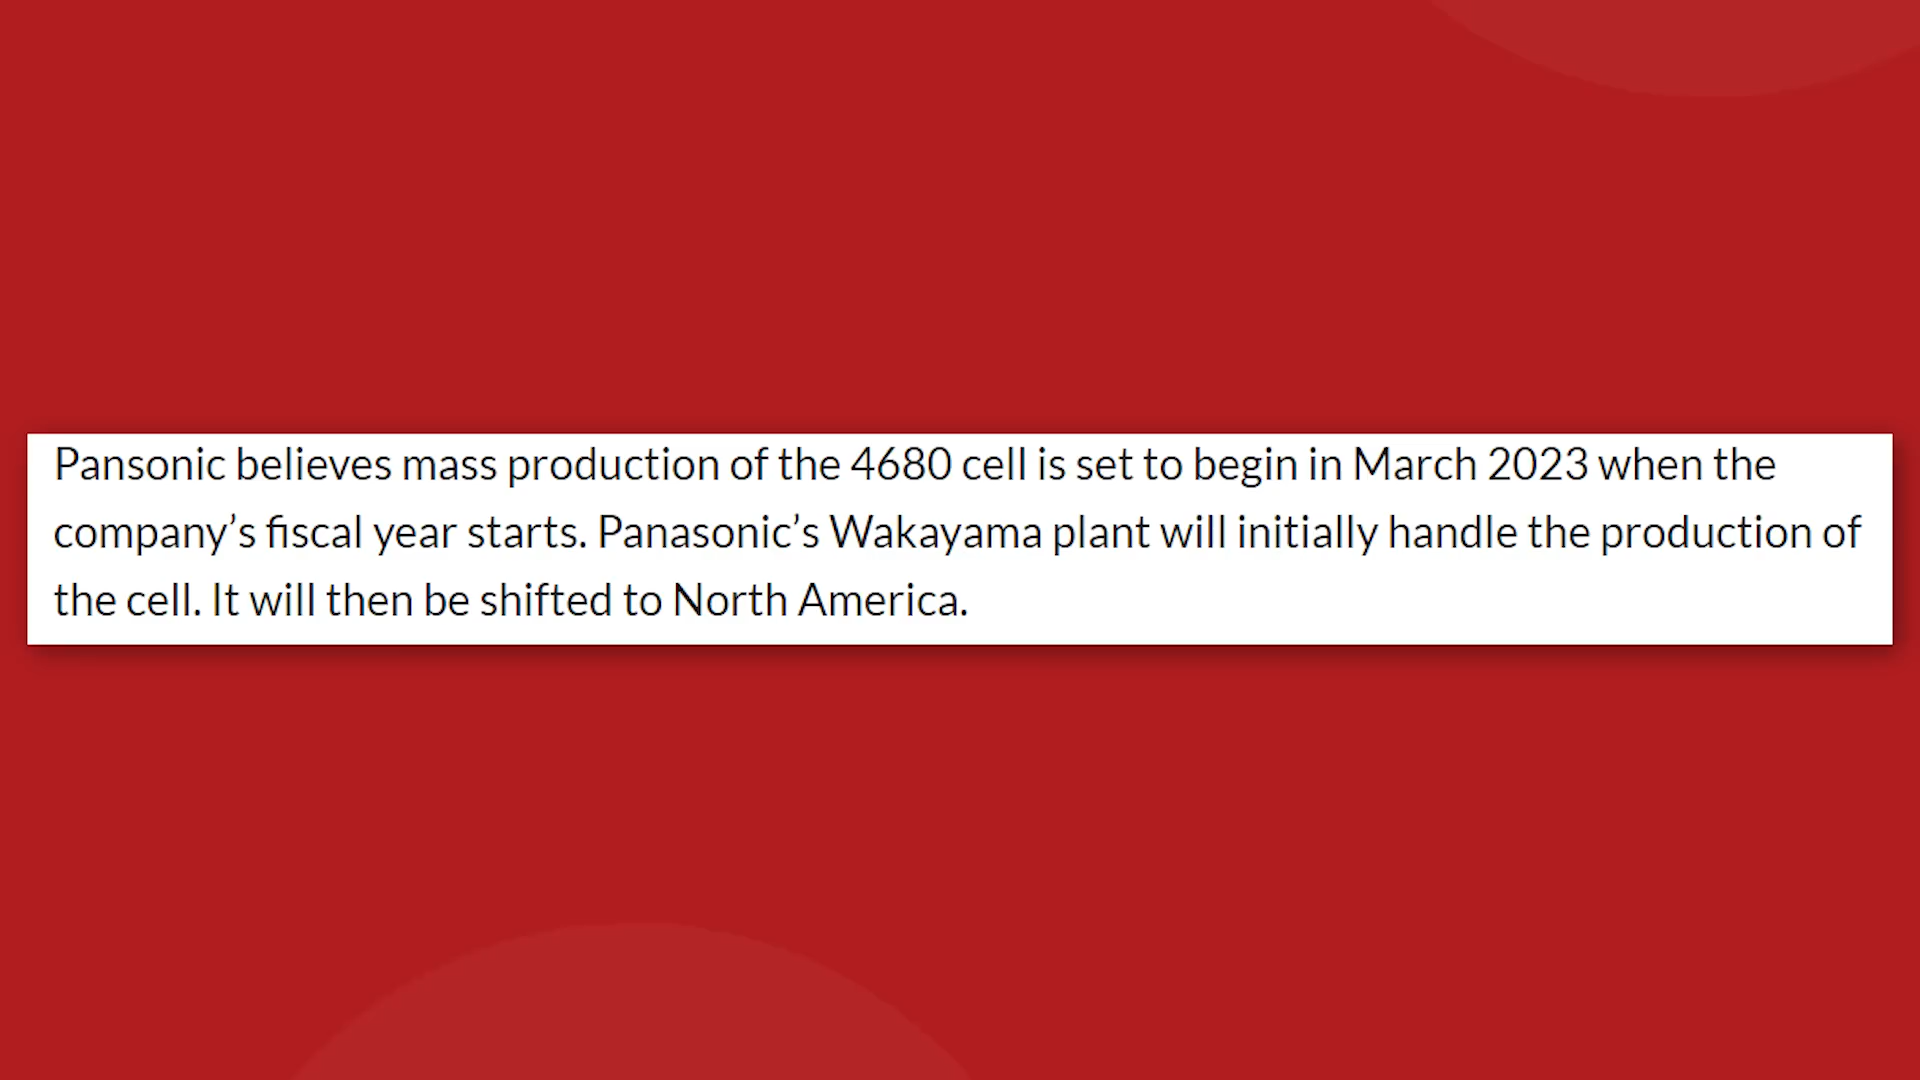 Pansonic believes mass production of the 4680 cell is set to begin in March 2023 when the
company’s fiscal year starts. Panasonic’s Wakayama plant will initially handle the production of
the cell. It will then be shifted to North America.